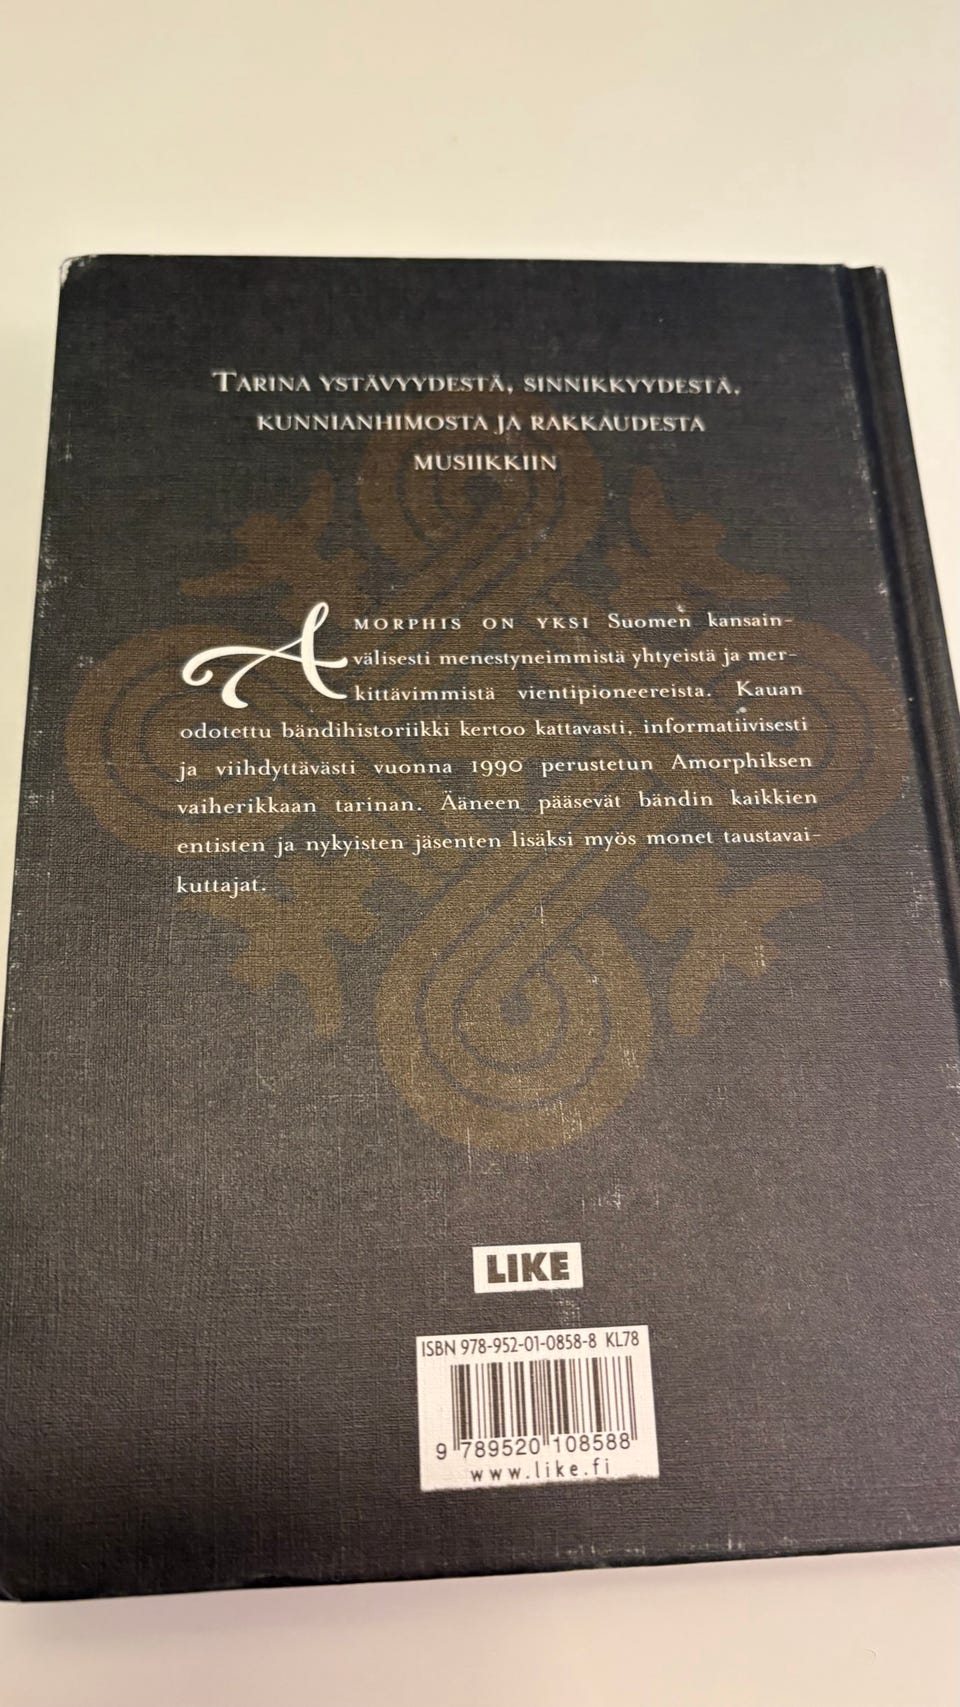 TARINA YSTÄVYYDESTÄ, SINNIKKYYDESTÄ,
KUNNIANHIMOSTA JA RAKKAUDESTA
MUSIIKKIIN
AMORPHIS ON YKSI Suomen kansain-
välisesti menestyneimmistä yhtyeistä ja mer-
kittävimmistä vientipioneereista. Kauan
odotettu bändihistoriikki kertoo kattavasti, informatiivisesti
ja viihdyttävästi vuonna 1990 perustetun Amorphiksen
vaiherikkaan tarinan. Ääneen pääsevät bändin kaikkien
entisten ja nykyisten jäsenten lisäksi myös monet taustavai-
kuttajat.
LIKE
ISBN 978-952-01-0858-8 KL78
9 789520 108588
www.like.fi